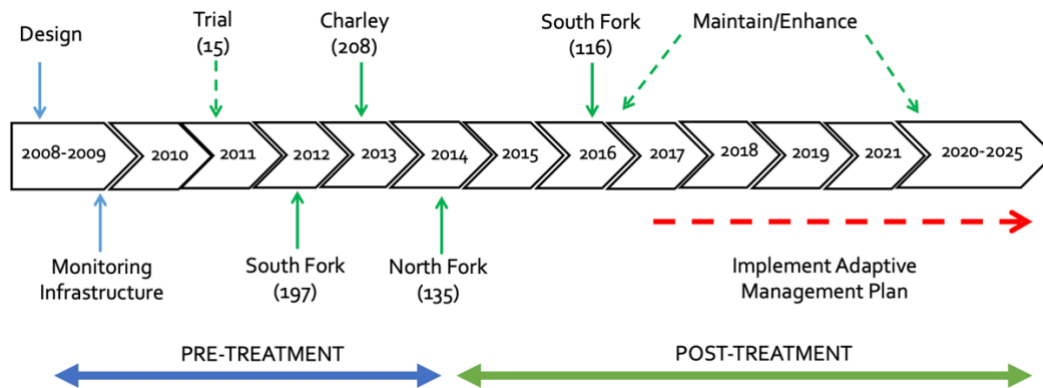 Design
Trial
(15)
Charley
(208)
South Fork
(116)
Maintain/Enhance
2008-2009
2010
2011
2012
2013
2014
2015
2016
2017
2018
2019
2021
2020-2025
Monitoring
Infrastructure
South Fork
(197)
North Fork
(135)
Implement Adaptive
Management Plan
PRE-TREATMENT
POST-TREATMENT